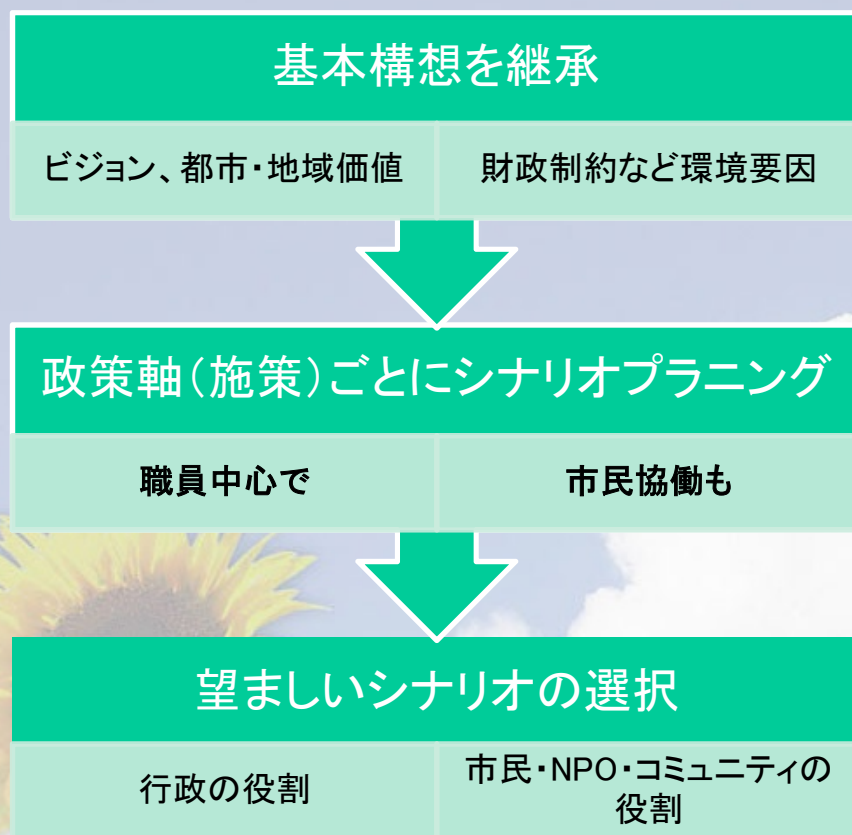 基本構想を継承
ビジョン、都市・地域価値
財政制約など環境要因
政策軸(施策)ごとにシナリオプラニング
職員中心で
市民協働も
望ましいシナリオの選択
行政の役割
市民・NPO・コミュニティの
役割